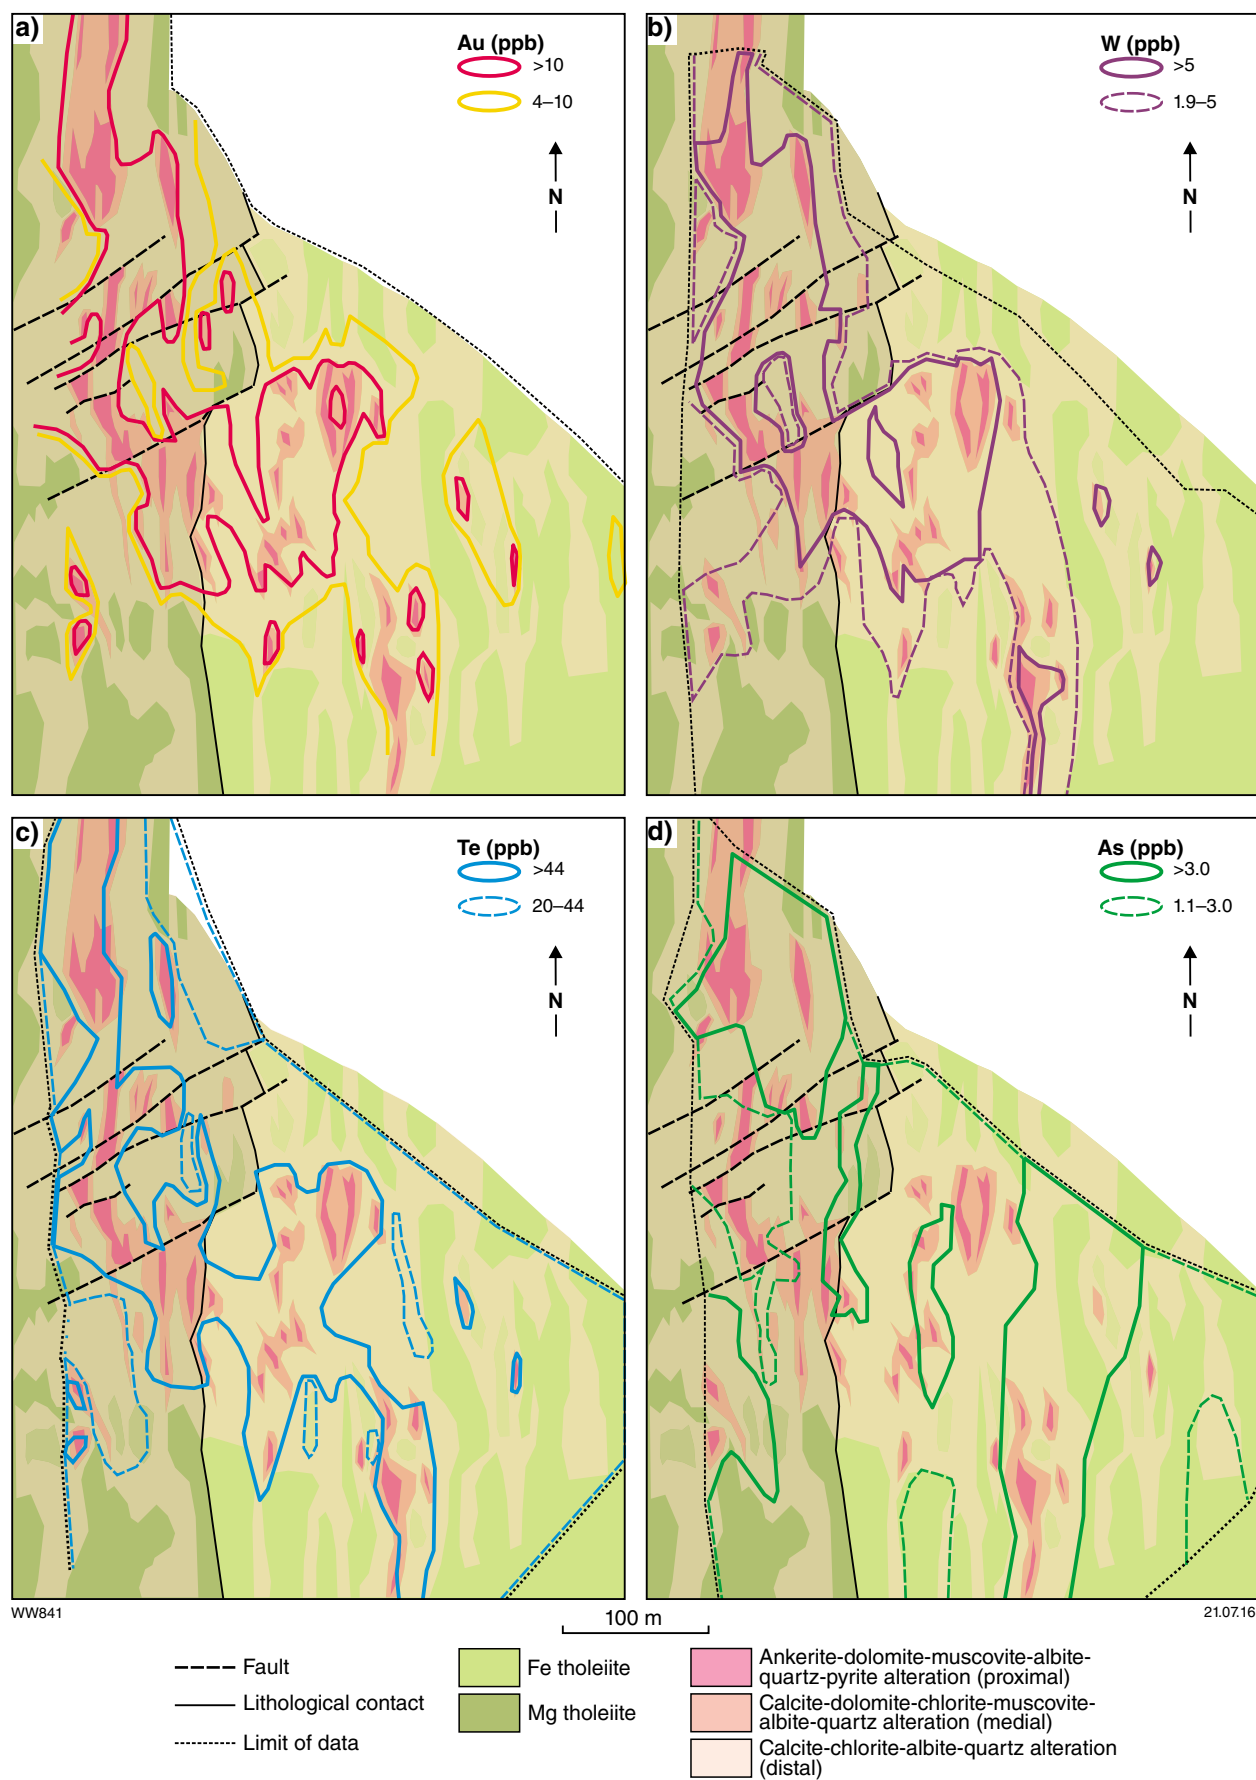 a)
Au (ppb)
>10
4–10
N
b)
W (ppb)
>5
1.9–5
N
c)
Te (ppb)
>44
20–44
N
d)
As (ppb)
>3.0
1.1–3.0
N
WW841
100 m
21.07.16
Fault
Lithological contact
Limit of data
Fe tholeiite
Mg tholeiite
Ankerite-dolomite-muscovite-albite-
quartz-pyrite alteration (proximal)
Calcite-dolomite-chlorite-muscovite-
albite-quartz alteration (medial)
Calcite-chlorite-albite-quartz alteration
(distal)